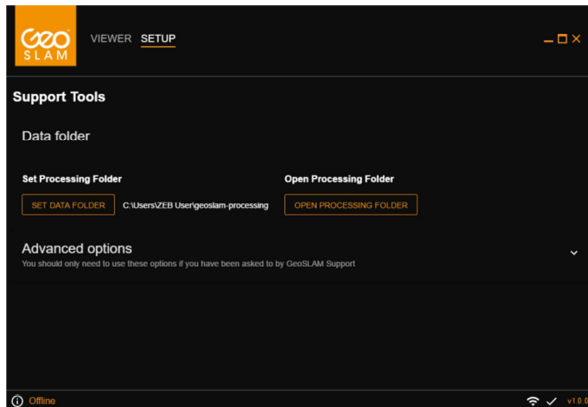 Geo
SLAM
VIEWER SETUP
Support Tools
Data folder
Set Processing Folder Open Processing Folder
SET DATA FOLDER C:\Users\ZEB User\geoslam-processing OPEN PROCESSING FOLDER
Advanced options
You should only need to use these options if you have been asked to by GeoSLAM Support
Offline